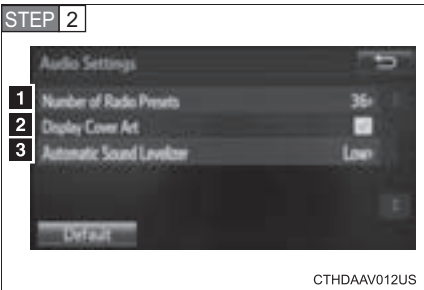 STEP 2
Audio Settings
1 Number of Radio Presets 36
2 Display Cover Art
3 Automatic Sound Levelizer Low
Default
CTHDAAV012US